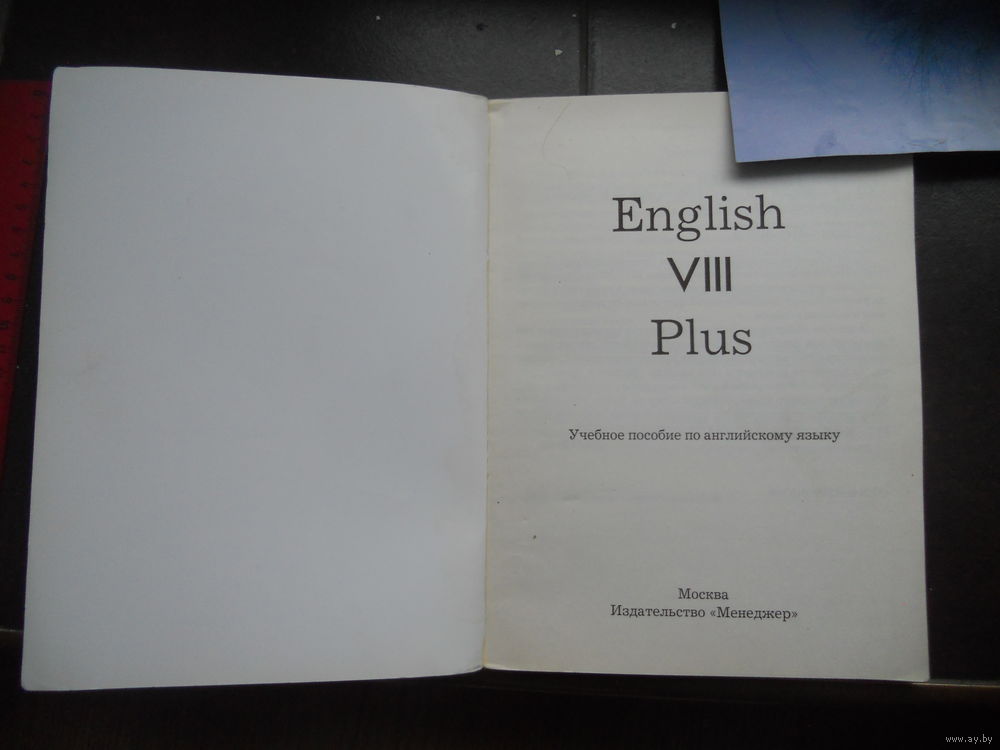 English
VIII
Plus
Учебное пособие по английскому языку
Москва
Издательство «Менеджер»
www.ay.by